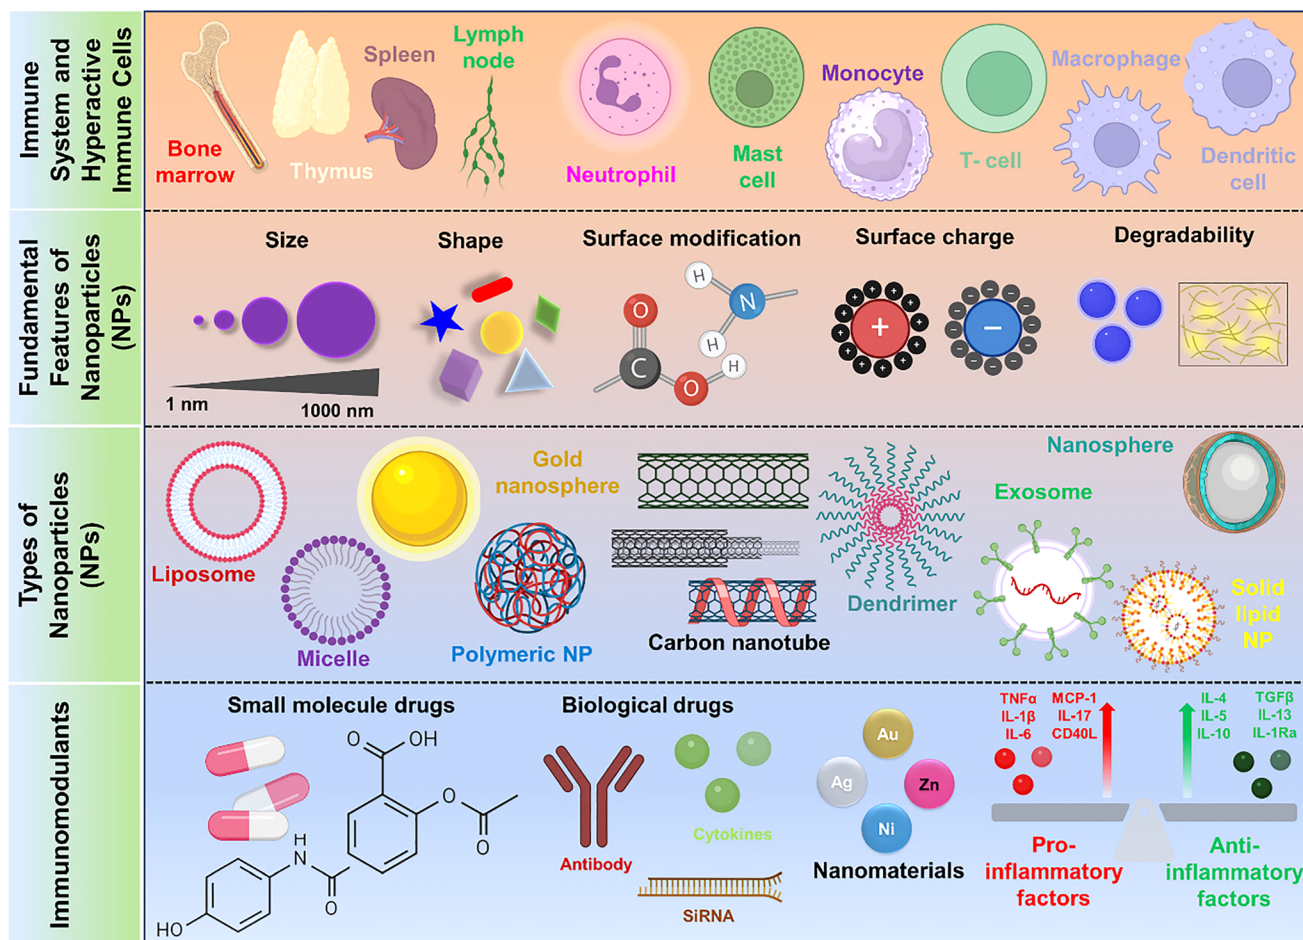 Immune
System and
Hyperactive
Immune Cells
Bone
marrow
Thymus
Spleen
Lymph
node
Neutrophil
Mast
cell
Monocyte
T- cell
Macrophage
Dendritic
cell
Fundamental
Features of
Nanoparticles
(NPs)
Size
1 nm
1000 nm
Shape
Surface modification
H
N
H
O
C
O
H
Surface charge
+
−
Degradability
Types of
Nanoparticles
(NPs)
Liposome
Micelle
Gold
nanosphere
Polymeric NP
Carbon nanotube
Dendrimer
Exosome
Nanosphere
Solid
lipid
NP
Immunomodulants
Small molecule drugs
O
OH
O
O
H
N
O
HO
Biological drugs
Antibody
Cytokines
SiRNA
Au
Ag
Zn
Ni
Nanomaterials
TNFα
IL-1β
IL-6
MCP-1
IL-17
CD40L
Pro-
inflammatory
factors
IL-4
IL-5
IL-10
TGFβ
IL-13
IL-1Ra
Anti-
inflammatory
factors